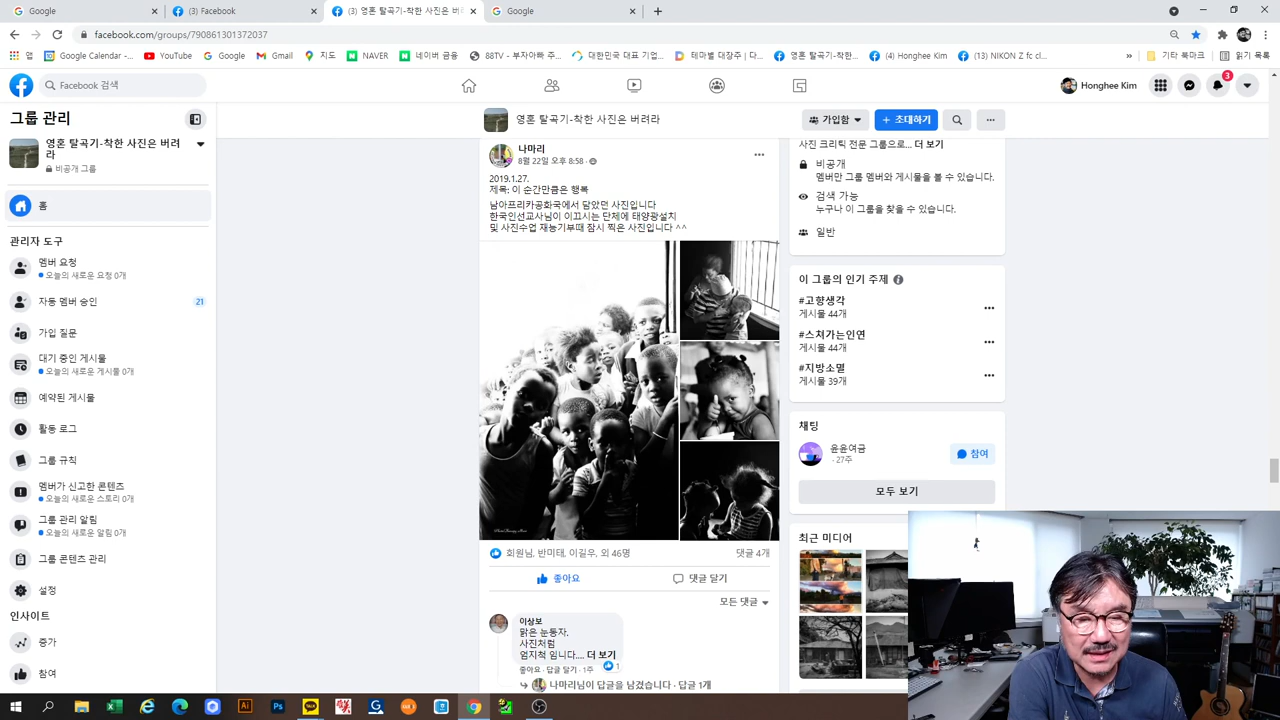 Google
(3) Facebook
(3) 영혼 탈곡기-착한 사진은 버
Google
facebook.com/groups/790861301372037
앱
Google Calendar -...
YouTube
Google
Gmail
지도
NAVER
네이버 금융
88TV - 부자아빠 주...
대한민국 대표 기업...
테마별 대장주 | 다...
영혼 탈곡기-착한...
(4) Honghee Kim
(13) NIKON Z fc cl...
»
기타 북마크
읽기 목록
Facebook 검색
Honghee Kim
3
그룹 관리
영혼 탈곡기-착한 사진은 버려
라
비공개 그룹
홈
관리자 도구
멤버 요청
오늘의 새로운 요청 0개
자동 멤버 승인
21
가입 질문
대기 중인 게시물
오늘의 새로운 게시물 0개
예약된 게시물
활동 로그
그룹 규칙
멤버가 신고한 콘텐츠
오늘의 새로운 스토리 0개
그룹 관리 알림
오늘의 새로운 알림 0개
그룹 콘텐츠 관리
설정
인사이트
증가
참여
영혼 탈곡기-착한 사진은 버려라
가입함
+ 초대하기
나마리
8월 22일 오후 8:58 ·
2019.1.27.
제목: 이 순간만큼은 행복
남아프리카공화국에서 담았던 사진입니다
한국인선교사님이 이끄시는 단체에 태양광설치
및 사진수업 재능기부때 잠시 찍은 사진입니다 ^^
회원님, 반미태, 이길우, 외 46명
댓글 4개
좋아요
댓글 달기
모든 댓글
이상보
맑은 눈동자.
사진처럼
엄지척 입니다.... 더 보기
1
좋아요 · 답글 달기 · 1주
나마리님이 답글을 남겼습니다 · 답글 1개
사진 크리틱 전문 그룹으로... 더 보기
비공개
멤버만 그룹 멤버와 게시물을 볼 수 있습니다.
검색 가능
누구나 이 그룹을 찾을 수 있습니다.
일반
이 그룹의 인기 주제
#고향생각
게시물 44개
#스쳐가는인연
게시물 44개
#지방소멸
게시물 39개
채팅
윤윤여금
· 27주
참여
모두 보기
최근 미디어